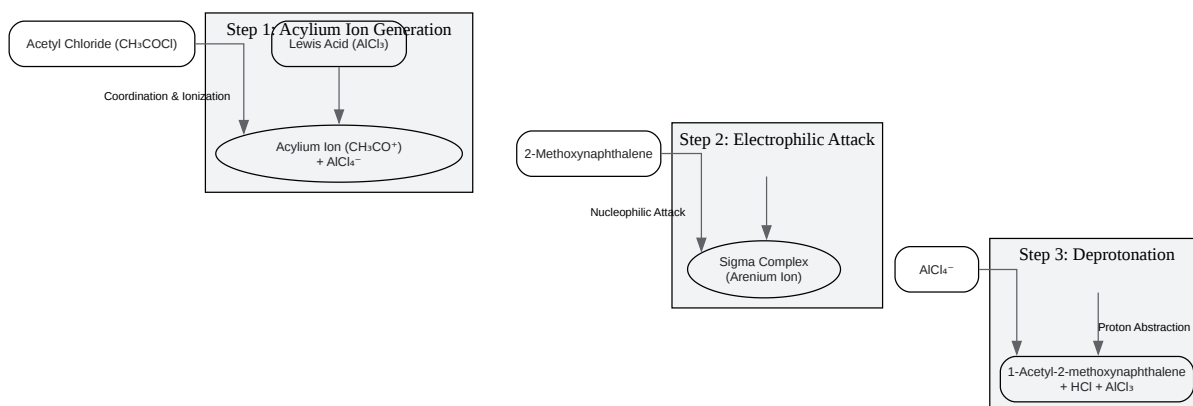 Step 1: Acylium Ion Generation
Acetyl Chloride (CH₃COCl)
Lewis Acid (AlCl₃)
Coordination & Ionization
Acylium Ion (CH₃CO⁺)
+ AlCl₄⁻
Step 2: Electrophilic Attack
2-Methoxynaphthalene
Nucleophilic Attack
Sigma Complex
(Arenium Ion)
Step 3: Deprotonation
AlCl₄⁻
Proton Abstraction
1-Acetyl-2-methoxynaphthalene
+ HCl + AlCl₃